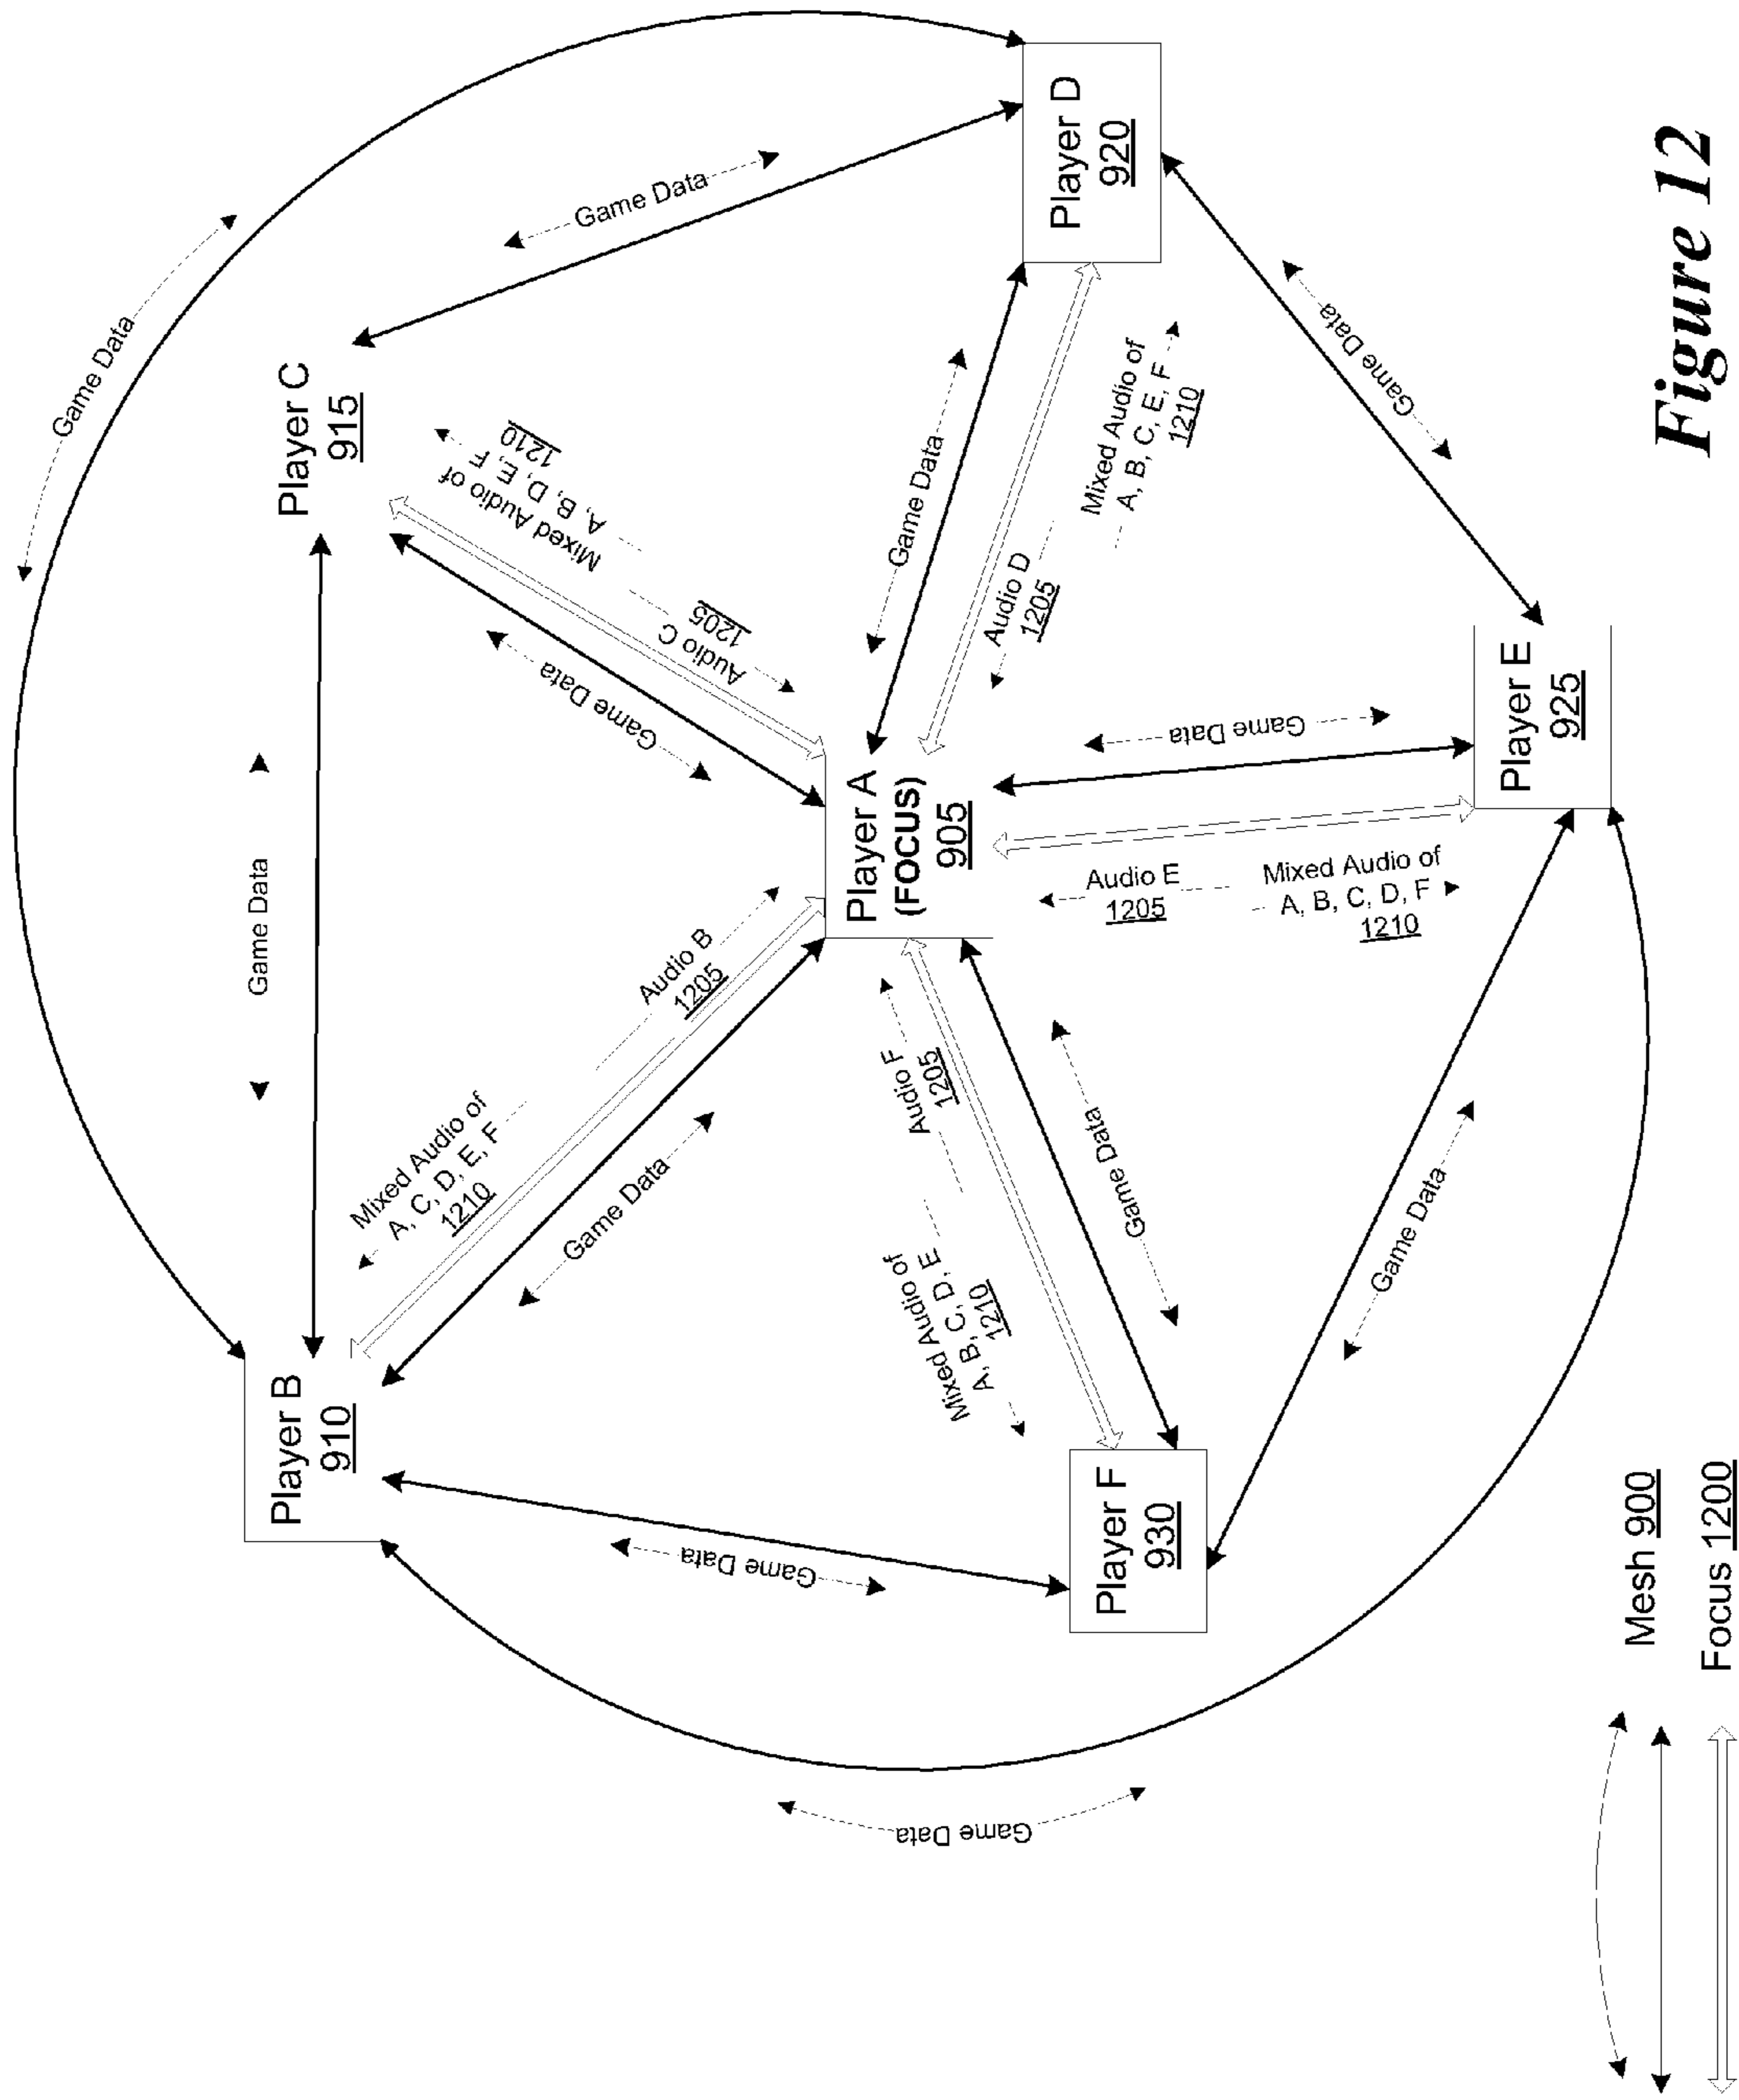 Game Data
Game Data
Player B
910
Player C
915
Mixed Audio of
A, C, D, E, F
1210
Audio B
1205
Game Data
Game Data
Audio C
1205
Mixed Audio of
A, B, D, E, F
1210
Game Data
Player A
(FOCUS)
905
Game Data
Audio D
1205
Mixed Audio of
A, B, C, E, F
1210
Player D
920
Game Data
Mixed Audio of
A, B, C, D, E
1210
Audio F
1205
Game Data
Audio E
1205
Mixed Audio of
A, B, C, D, F
1210
Game Data
Game Data
Player F
930
Game Data
Player E
925
Game Data
Mesh 900
Focus 1200
Figure 12